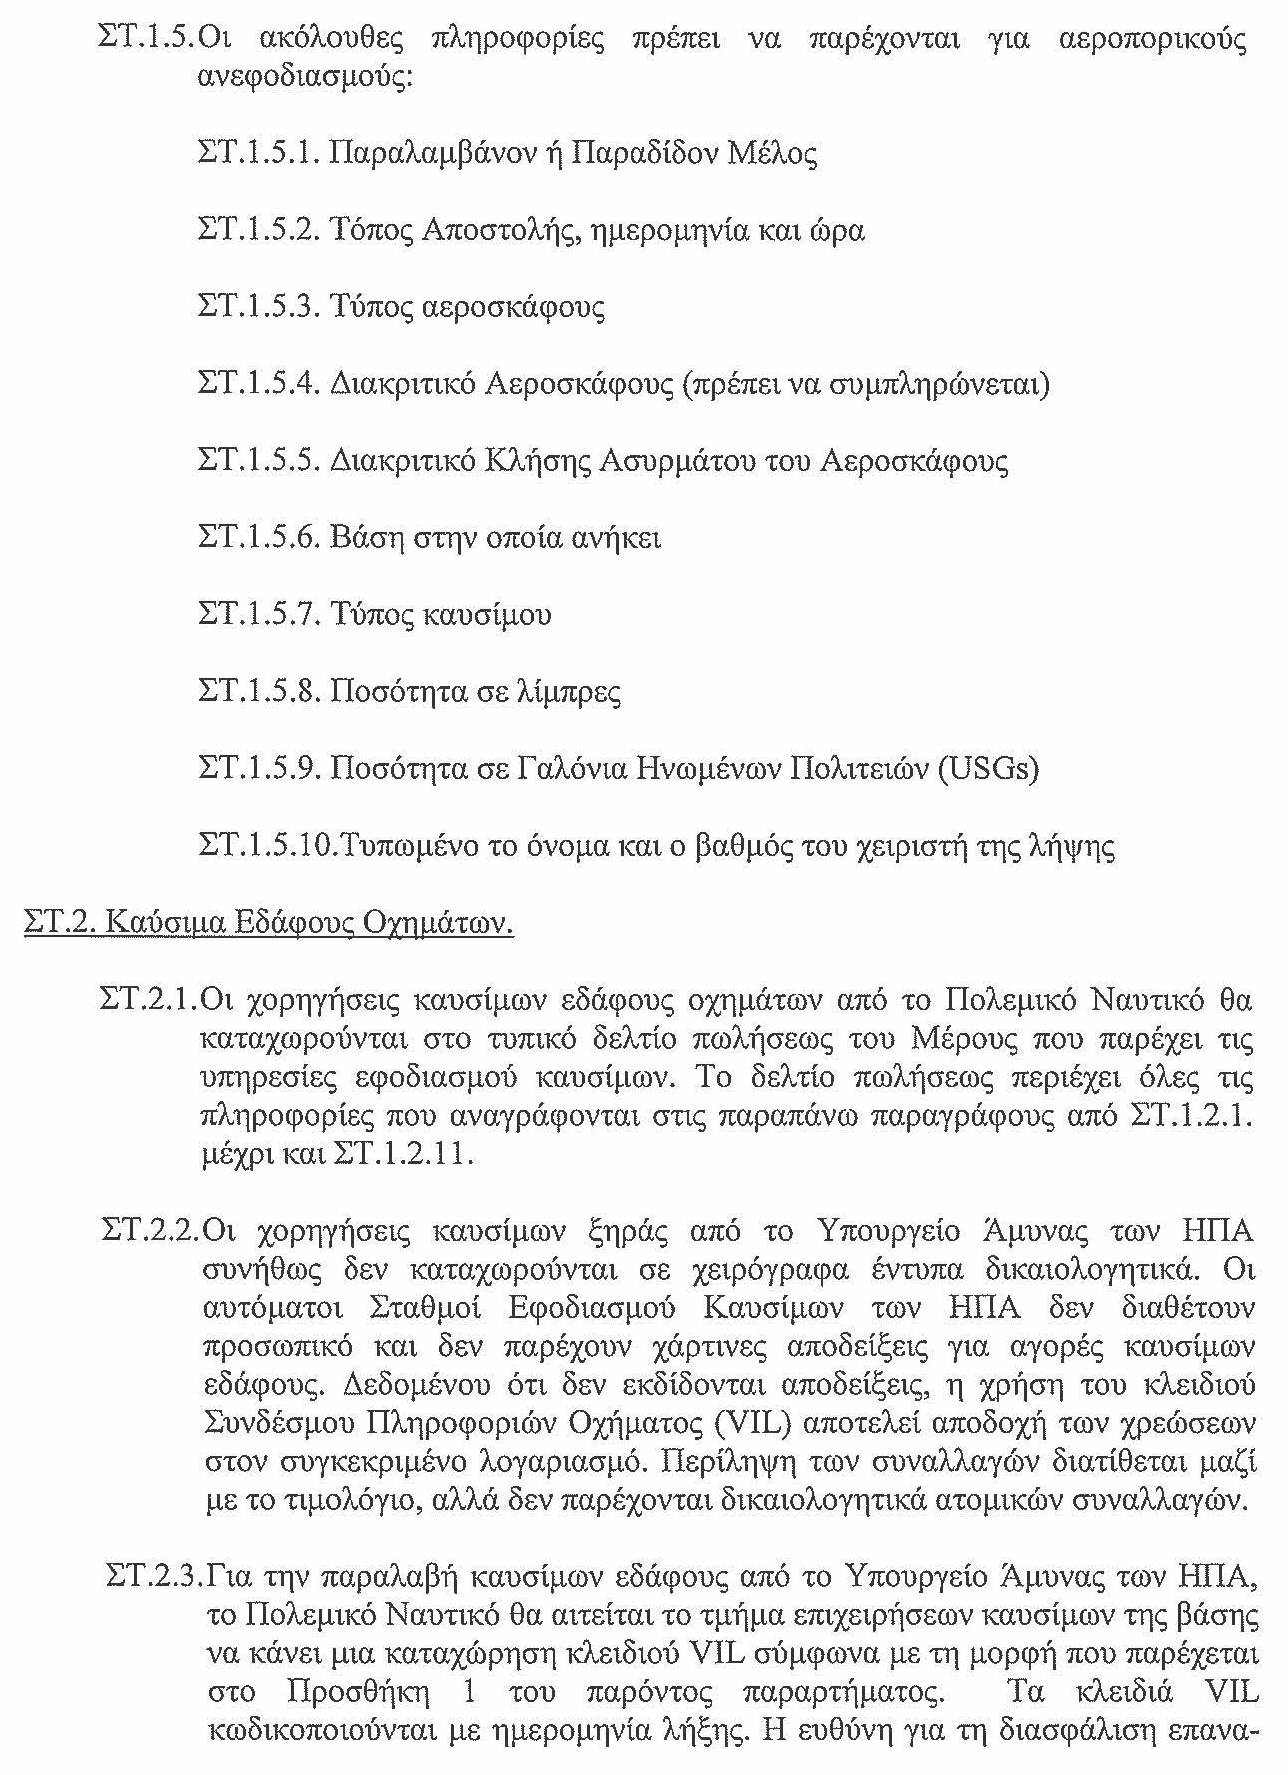 ΣΤ.1.5.Οι ακόλουθες πληροφορίες πρέπει να παρέχονται για αεροπορικούς
ανεφοδιασμούς:
ΣΤ.1.5.1. Παραλαμβάνον ή Παραδίδον Μέλος
ΣΤ.1.5.2. Τόπος Αποστολής, ημερομηνία και ώρα
ΣΤ.1.5.3. Τύπος αεροσκάφους
ΣΤ.1.5.4. Διακριτικό Αεροσκάφους (πρέπει να συμπληρώνεται)
ΣΤ.1.5.5. Διακριτικό Κλήσης Ασυρμάτου του Αεροσκάφους
ΣΤ.1.5.6. Βάση στην οποία ανήκει
ΣΤ.1.5.7. Τύπος καυσίμου
ΣΤ.1.5.8. Ποσότητα σε λίμπρες
ΣΤ.1.5.9. Ποσότητα σε Γαλόνια Ηνωμένων Πολιτειών (USGs)
ΣΤ.1.5.10.Τυπωμένο το όνομα και ο βαθμός του χειριστή της λήψης
ΣΤ.2. Καύσιμα Εδάφους Οχημάτων.
ΣΤ.2.1.Οι χορηγήσεις καυσίμων εδάφους οχημάτων από το Πολεμικό Ναυτικό θα
καταχωρούνται στο τυπικό δελτίο πωλήσεως του Μέρους που παρέχει τις
υπηρεσίες εφοδιασμού καυσίμων. Το δελτίο πωλήσεως περιέχει όλες τις
πληροφορίες που αναγράφονται στις παραπάνω παραγράφους από ΣΤ.1.2.1.
μέχρι και ΣΤ.1.2.11.
ΣΤ.2.2.Οι χορηγήσεις καυσίμων ξηράς από το Υπουργείο Άμυνας των ΗΠΑ
συνήθως δεν καταχωρούνται σε χειρόγραφα έντυπα δικαιολογητικά. Οι
αυτόματοι Σταθμοί Εφοδιασμού Καυσίμων των ΗΠΑ δεν διαθέτουν
προσωπικό και δεν παρέχουν χάρτινες αποδείξεις για αγορές καυσίμων
εδάφους. Δεδομένου ότι δεν εκδίδονται αποδείξεις, η χρήση του κλειδιού
Συνδέσμου Πληροφοριών Οχήματος (VIL) αποτελεί αποδοχή των χρεώσεων
στον συγκεκριμένο λογαριασμό. Περίληψη των συναλλαγών διατίθεται μαζί
με το τιμολόγιο, αλλά δεν παρέχονται δικαιολογητικά ατομικών συναλλαγών.
ΣΤ.2.3.Για την παραλαβή καυσίμων εδάφους από το Υπουργείο Άμυνας των ΗΠΑ,
το Πολεμικό Ναυτικό θα αιτείται το τμήμα επιχειρήσεων καυσίμων της βάσης
να κάνει μια καταχώρηση κλειδιού VIL σύμφωνα με τη μορφή που παρέχεται
στο Προσθήκη 1 του παρόντος παραρτήματος. Τα κλειδιά VIL
κωδικοποιούνται με ημερομηνία λήξης. Η ευθύνη για τη διασφάλιση επανα-